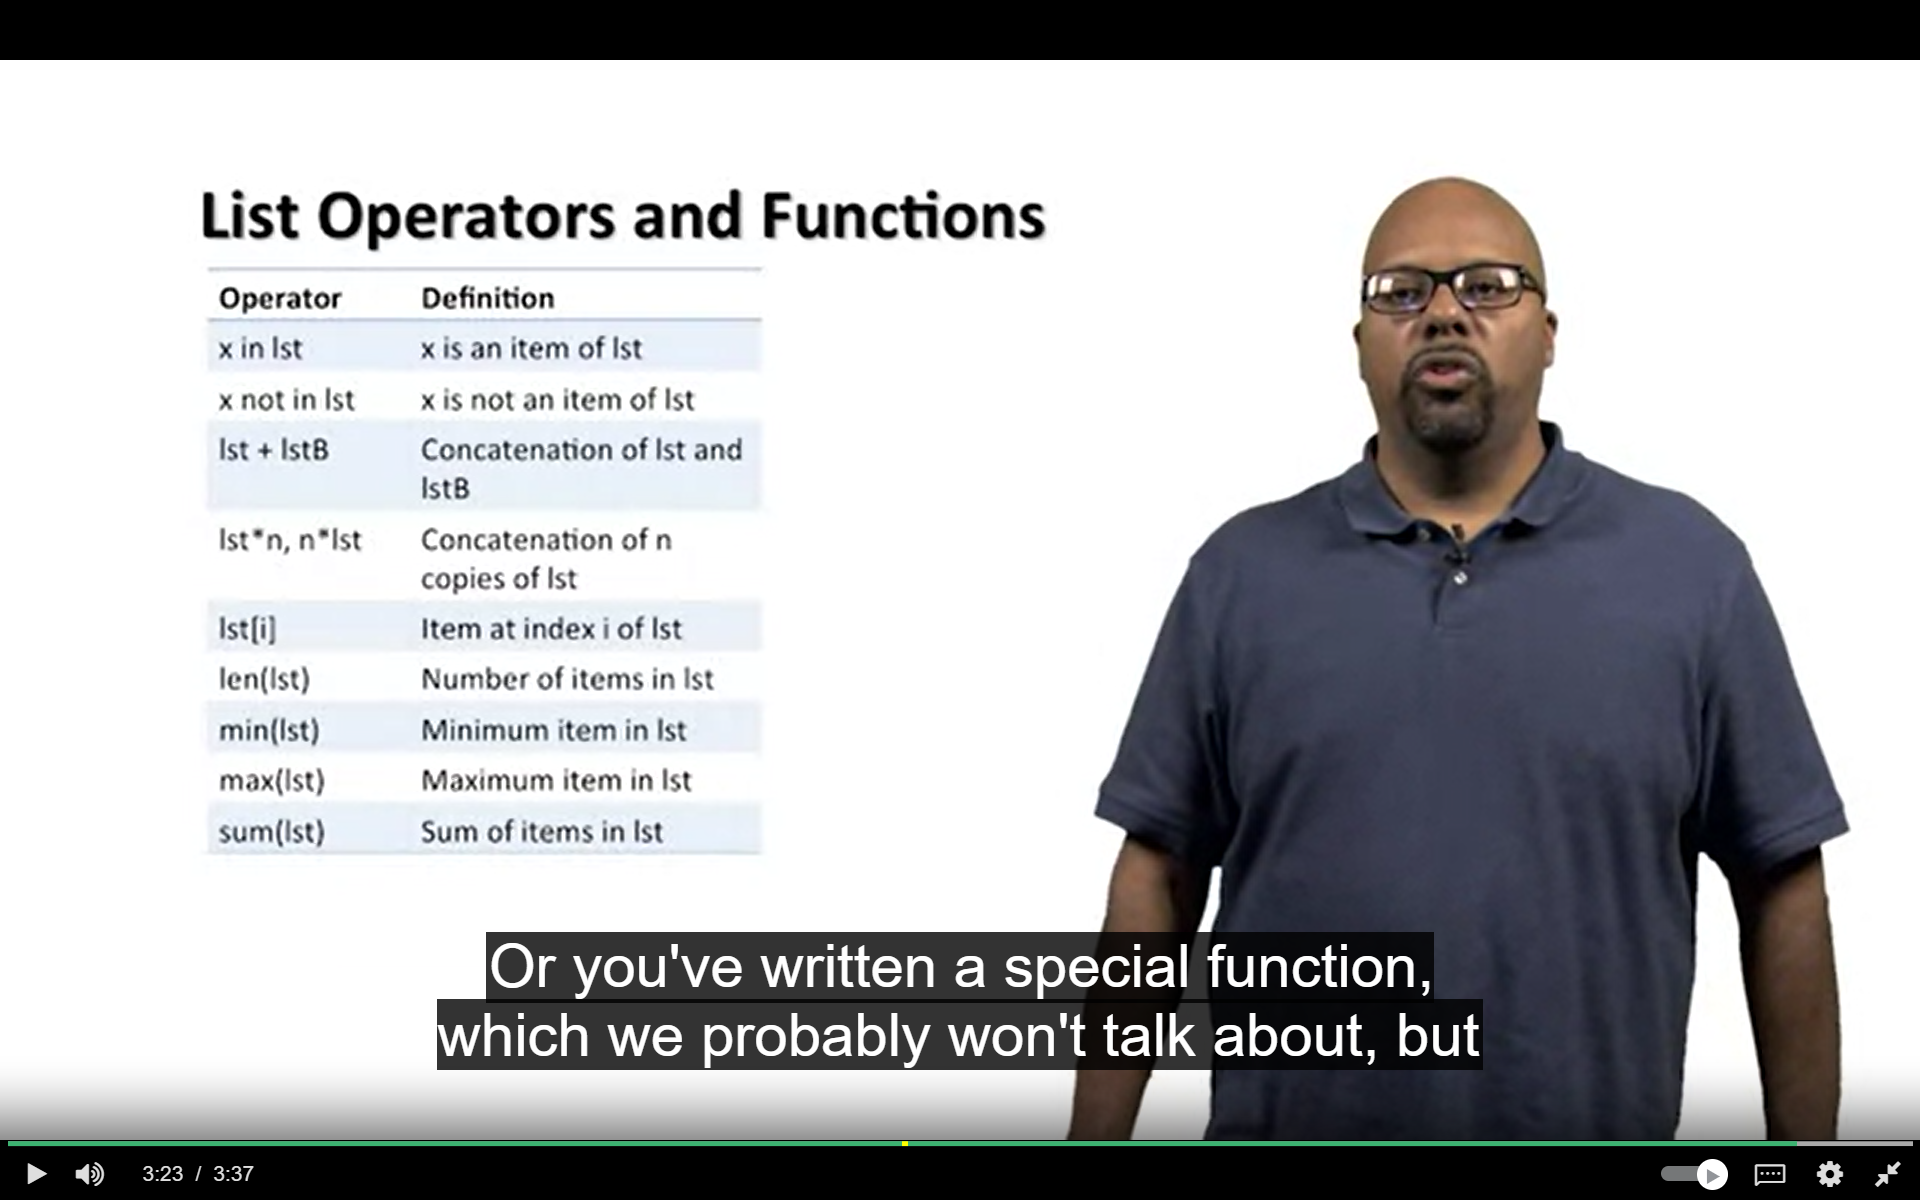 List Operators and Functions
Operator Definition
x in lst x is an item of lst
x not in lst x is not an item of lst
lst + lstB Concatenation of lst and
lstB
lst*n, n*lst Concatenation of n
copies of lst
lst[i] Item at index i of lst
len(lst) Number of items in lst
min(lst) Minimum item in lst
max(lst) Maximum item in lst
sum(lst) Sum of items in lst
Or you've written a special function,
which we probably won't talk about, but
3:23 / 3:37